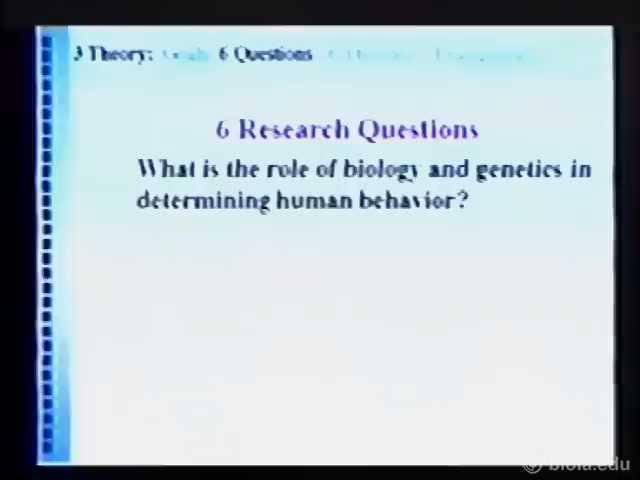 3 Theory: 6 Questions
6 Research Questions
What is the role of biology and genetics in
determining human behavior?
biola.edu